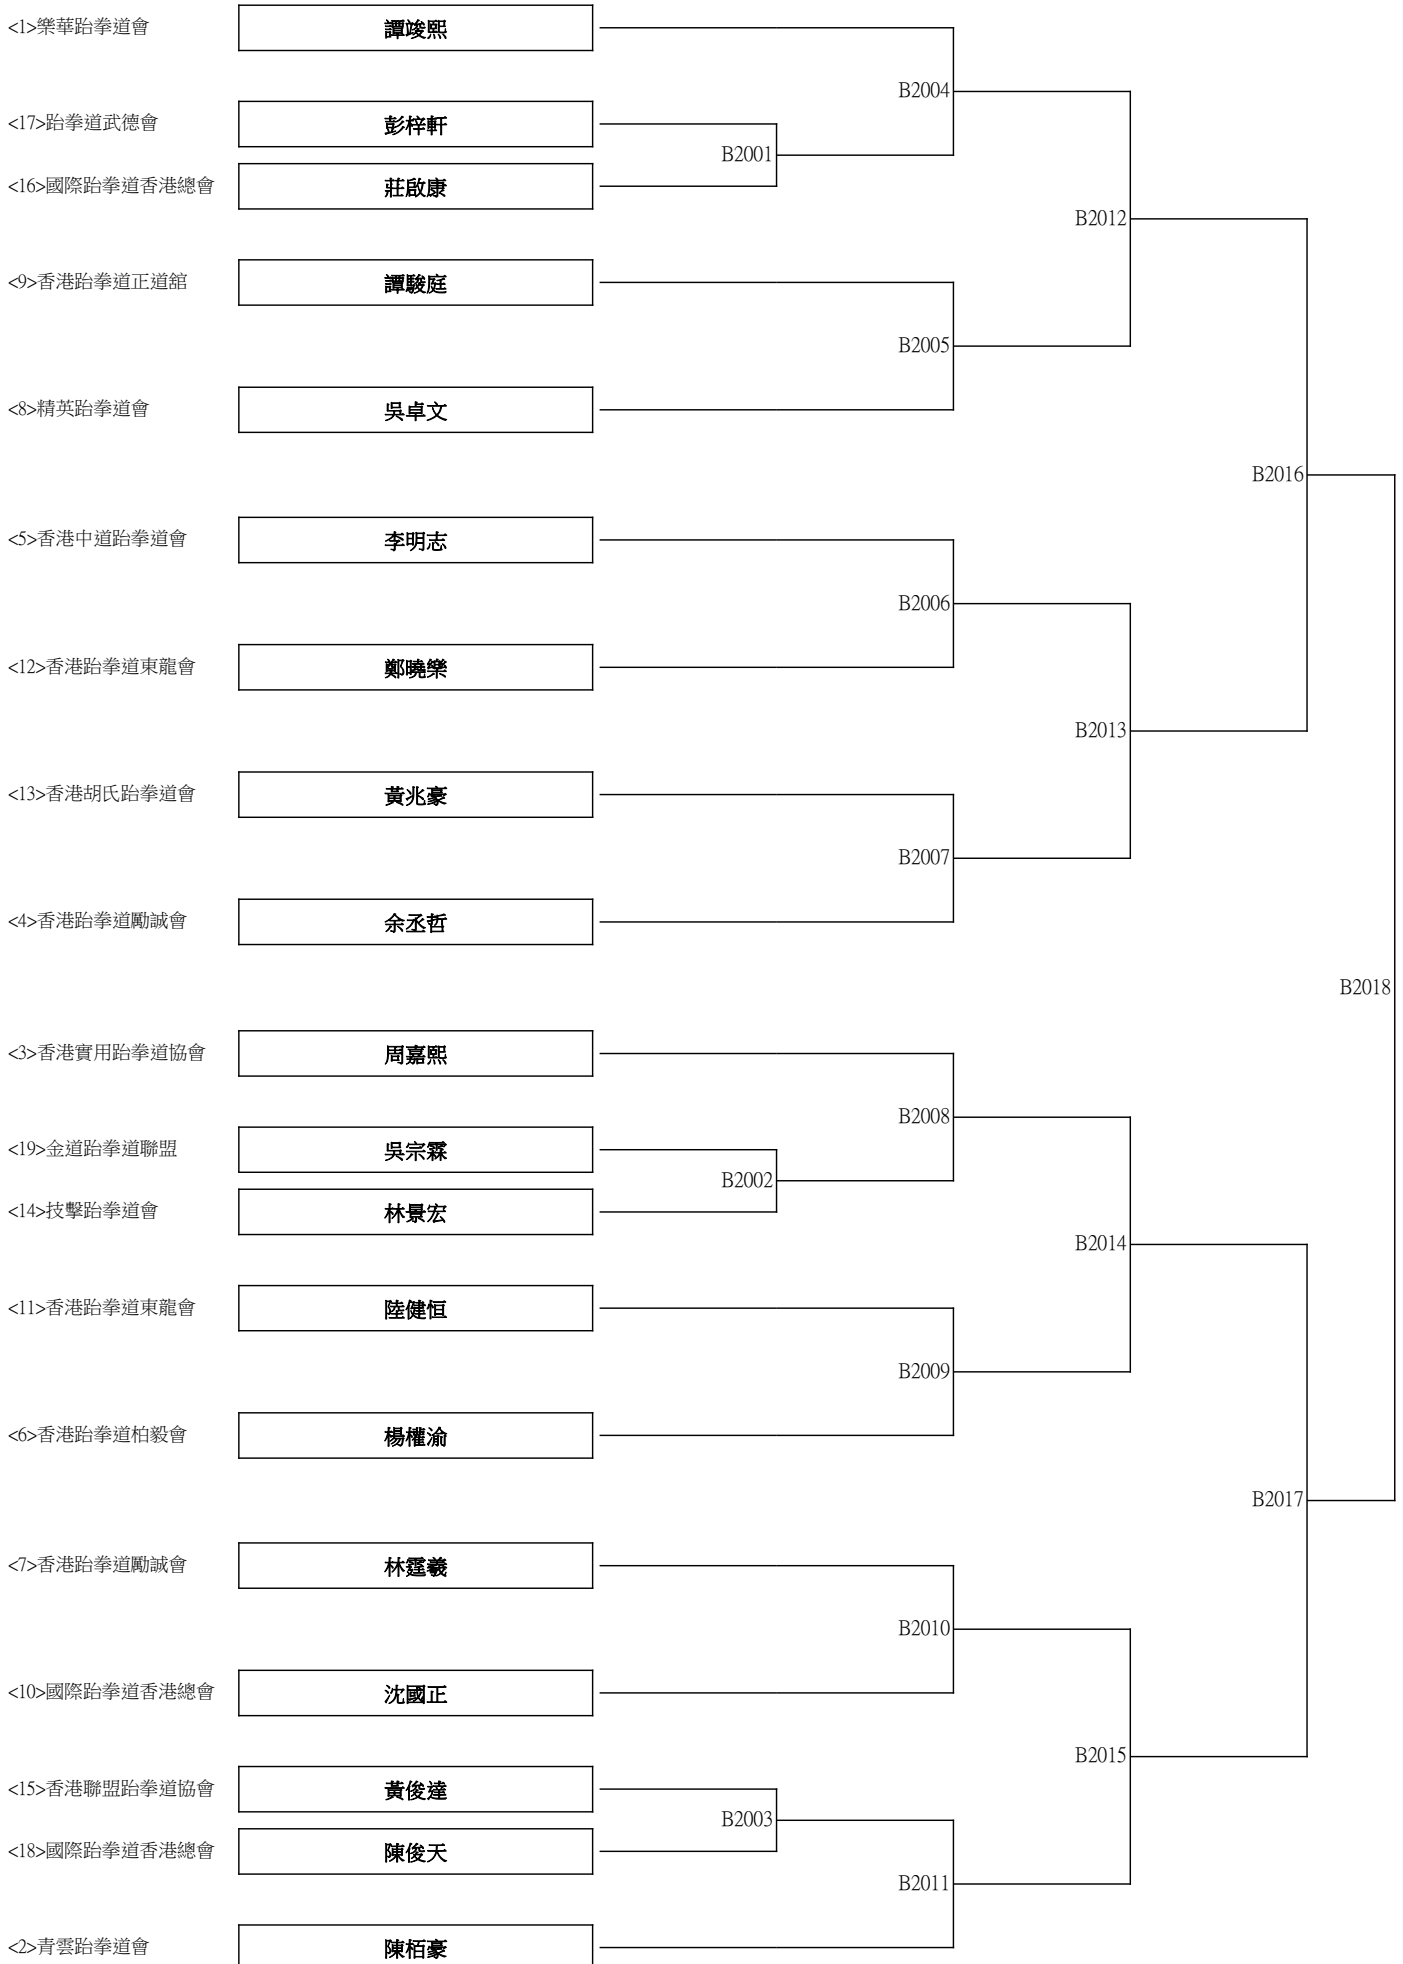 <1>樂華跆拳道會 譚竣熙
B2004
<17>跆拳道武德會 彭梓軒
B2001
<16>國際跆拳道香港總會 莊啟康
B2012
<9>香港跆拳道正道舘 譚駿庭
B2005
<8>精英跆拳道會 吳卓文
B2016
<5>香港中道跆拳道會 李明志
B2006
<12>香港跆拳道東龍會 鄭曉樂
B2013
<13>香港胡氏跆拳道會 黃兆豪
B2007
<4>香港跆拳道勵誠會 余丞哲
B2018
<3>香港實用跆拳道協會 周嘉熙
B2008
<19>金道跆拳道聯盟 吳宗霖
B2002
<14>技擊跆拳道會 林景宏
B2014
<11>香港跆拳道東龍會 陸健恒
B2009
<6>香港跆拳道柏毅會 楊權渝
B2017
<7>香港跆拳道勵誠會 林霆羲
B2010
<10>國際跆拳道香港總會 沈國正
B2015
<15>香港聯盟跆拳道協會 黃俊達
B2003
<18>國際跆拳道香港總會 陳俊天
B2011
<2>青雲跆拳道會 陳栢豪